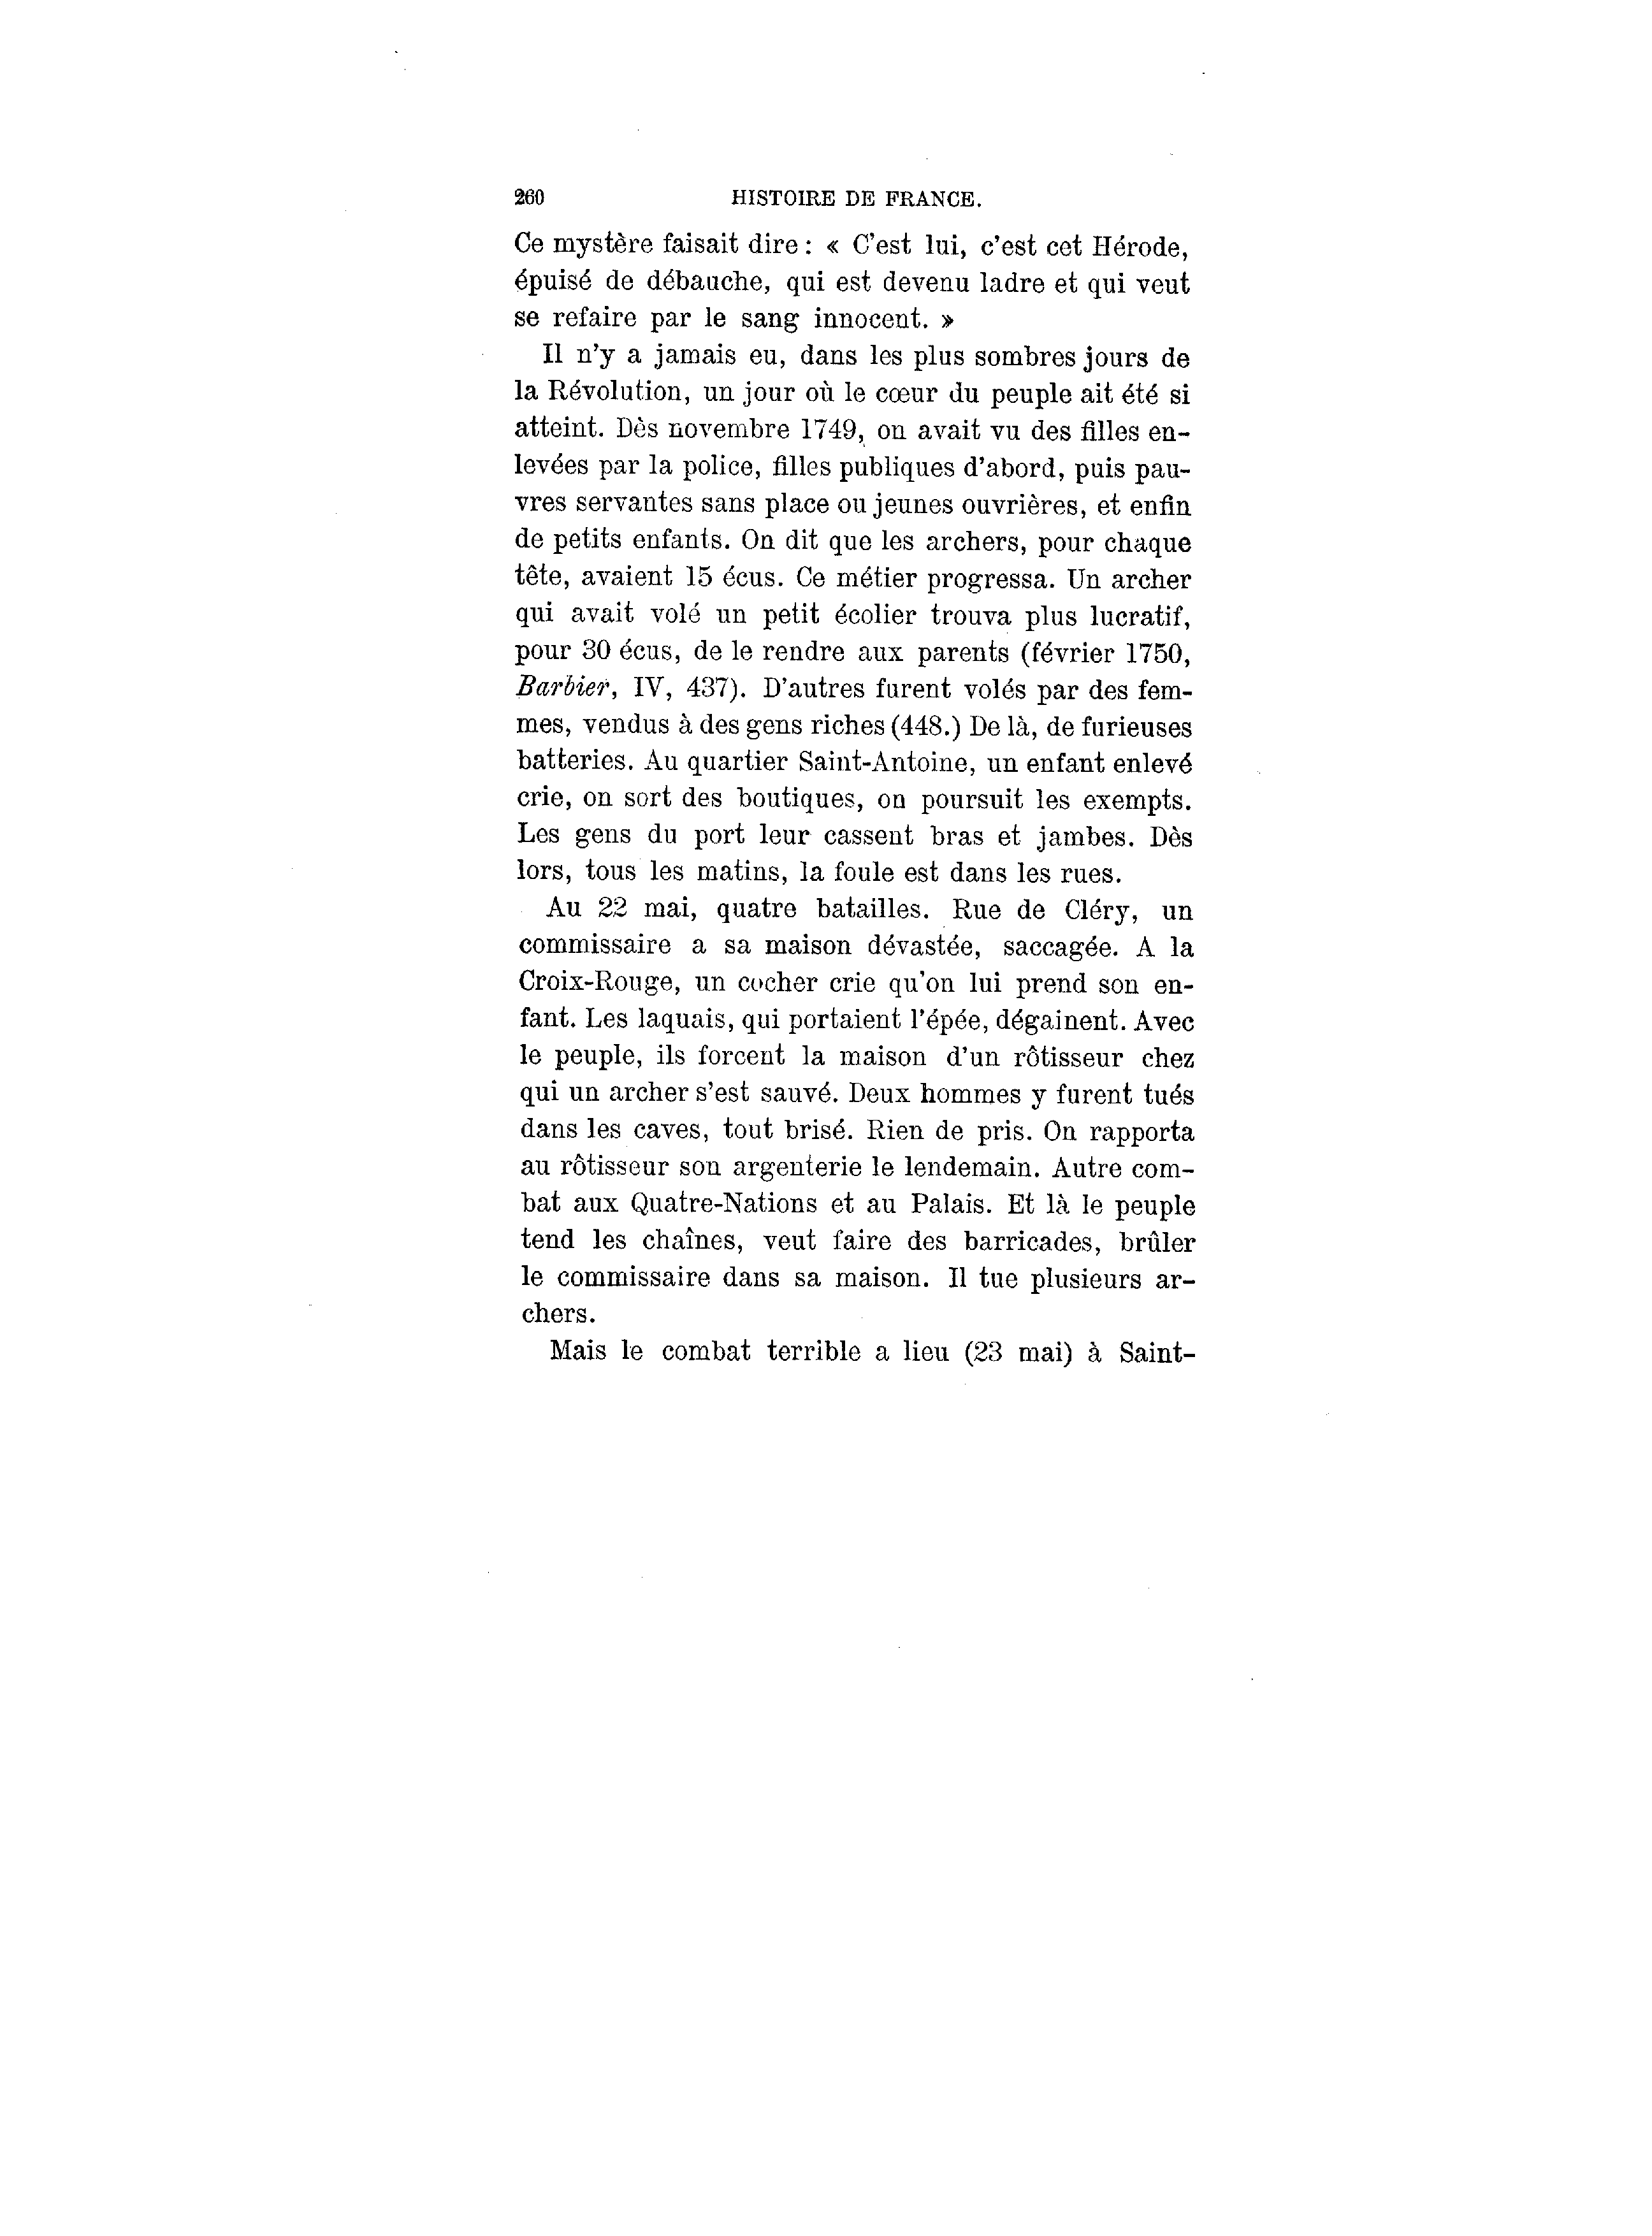 260 HISTOIRE DE FRANCE.
Ce mystère faisait dire : « C'est lui, c'est cet Hérode,
épuisé de débauche, qui est devenu ladre et qui veut
se refaire par le sang innocent. »
Il n'y a jamais eu, dans les plus sombres jours de
la Révolution, un jour où le cœur du peuple ait été si
atteint. Dès novembre 1749, on avait vu des filles en-
levées par la police, filles publiques d'abord, puis pau-
vres servantes sans place ou jeunes ouvrières, et enfin
de petits enfants. On dit que les archers, pour chaque
tête, avaient 15 écus. Ce métier progressa. Un archer
qui avait volé un petit écolier trouva plus lucratif,
pour 30 écus, de le rendre aux parents (février 1750,
Barbier, IV, 437). D'autres furent volés par des fem-
mes, vendus à des gens riches (448.) De là, de furieuses
batteries. Au quartier Saint-Antoine, un enfant enlevé
crie, on sort des boutiques, on poursuit les exempts.
Les gens du port leur cassent bras et jambes. Dès
lors, tous les matins, la foule est dans les rues.
Au 22 mai, quatre batailles. Rue de Cléry, un
commissaire a sa maison dévastée, saccagée. A la
Croix-Rouge, un cocher crie qu'on lui prend son en-
fant. Les laquais, qui portaient l'épée, dégainent. Avec
le peuple, ils forcent la maison d'un rôtisseur chez
qui un archer s'est sauvé. Deux hommes y furent tués
dans les caves, tout brisé. Rien de pris. On rapporta
au rôtisseur son argenterie le lendemain. Autre com-
bat aux Quatre-Nations et au Palais. Et là le peuple
tend les chaînes, veut faire des barricades, brûler
le commissaire dans sa maison. Il tue plusieurs ar-
chers.
Mais le combat terrible a lieu (23 mai) à Saint-